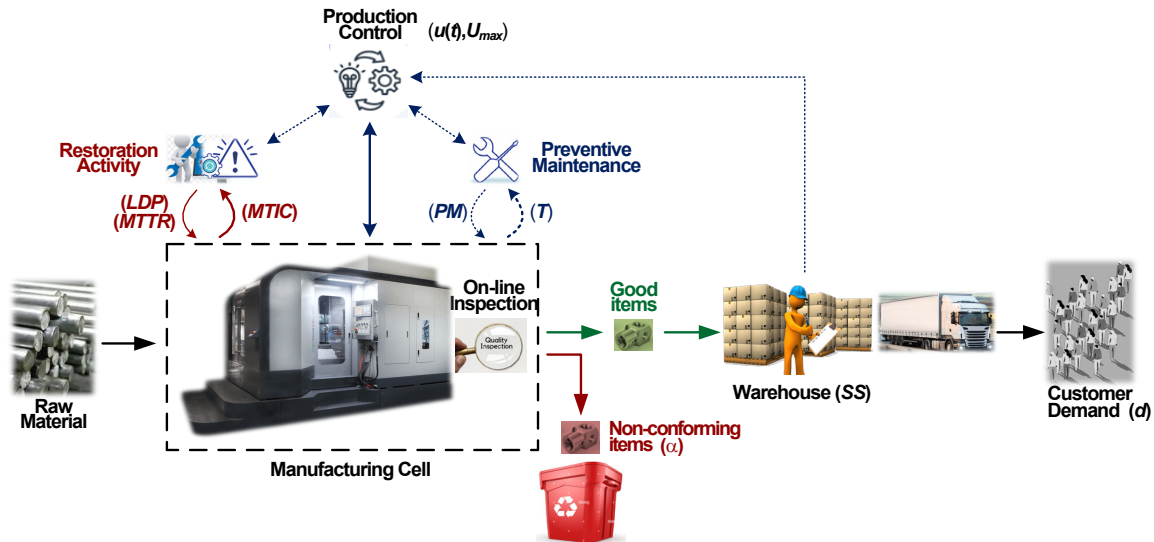 Production
Control
(u(t),Umax)
Restoration
Activity
Preventive
Maintenance
(LDP)
(MTTR)
(MTIC)
(PM)
(T)
On-line
Inspection
Quality
Inspection
Good
items
Raw
Material
Warehouse (SS)
Customer
Demand (d)
Non-conforming
items (α)
Manufacturing Cell